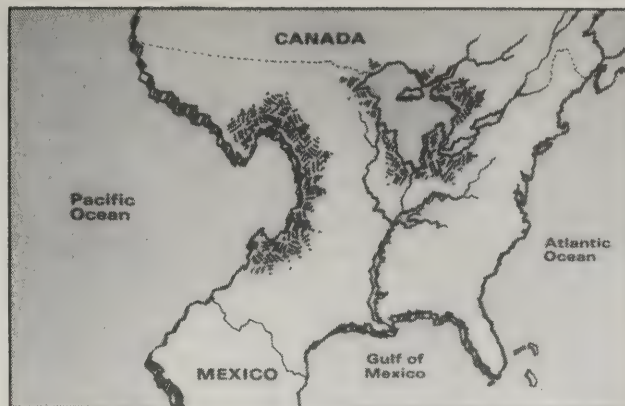 CANADA
Pacific
Ocean
Atlantic
Ocean
Gulf of
Mexico
MEXICO